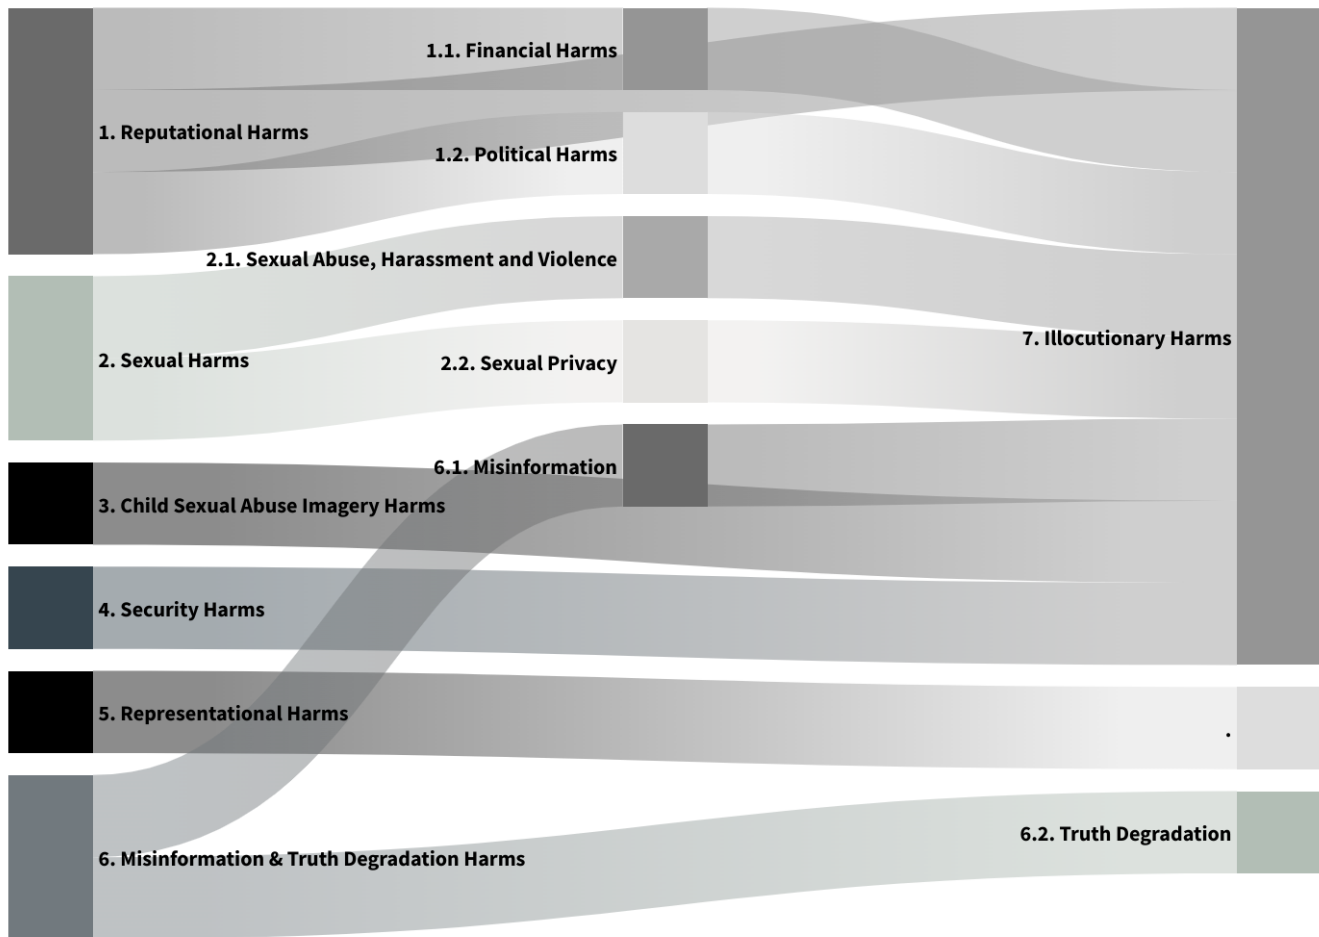 1.1. Financial Harms
1. Reputational Harms
1.2. Political Harms
2.1. Sexual Abuse, Harassment and Violence
7. Illocutionary Harms
2. Sexual Harms
2.2. Sexual Privacy
6.1. Misinformation
3. Child Sexual Abuse Imagery Harms
4. Security Harms
5. Representational Harms
.
6.2. Truth Degradation
6. Misinformation & Truth Degradation Harms